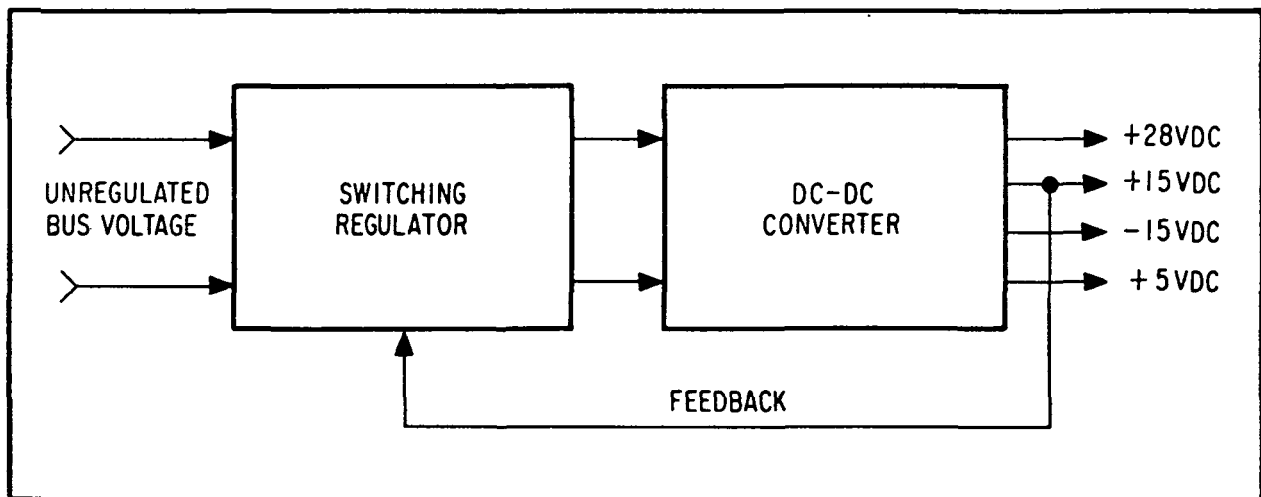 UNREGULATED
BUS VOLTAGE
SWITCHING
REGULATOR
DC-DC
CONVERTER
+28VDC
+15VDC
-15VDC
+5VDC
FEEDBACK